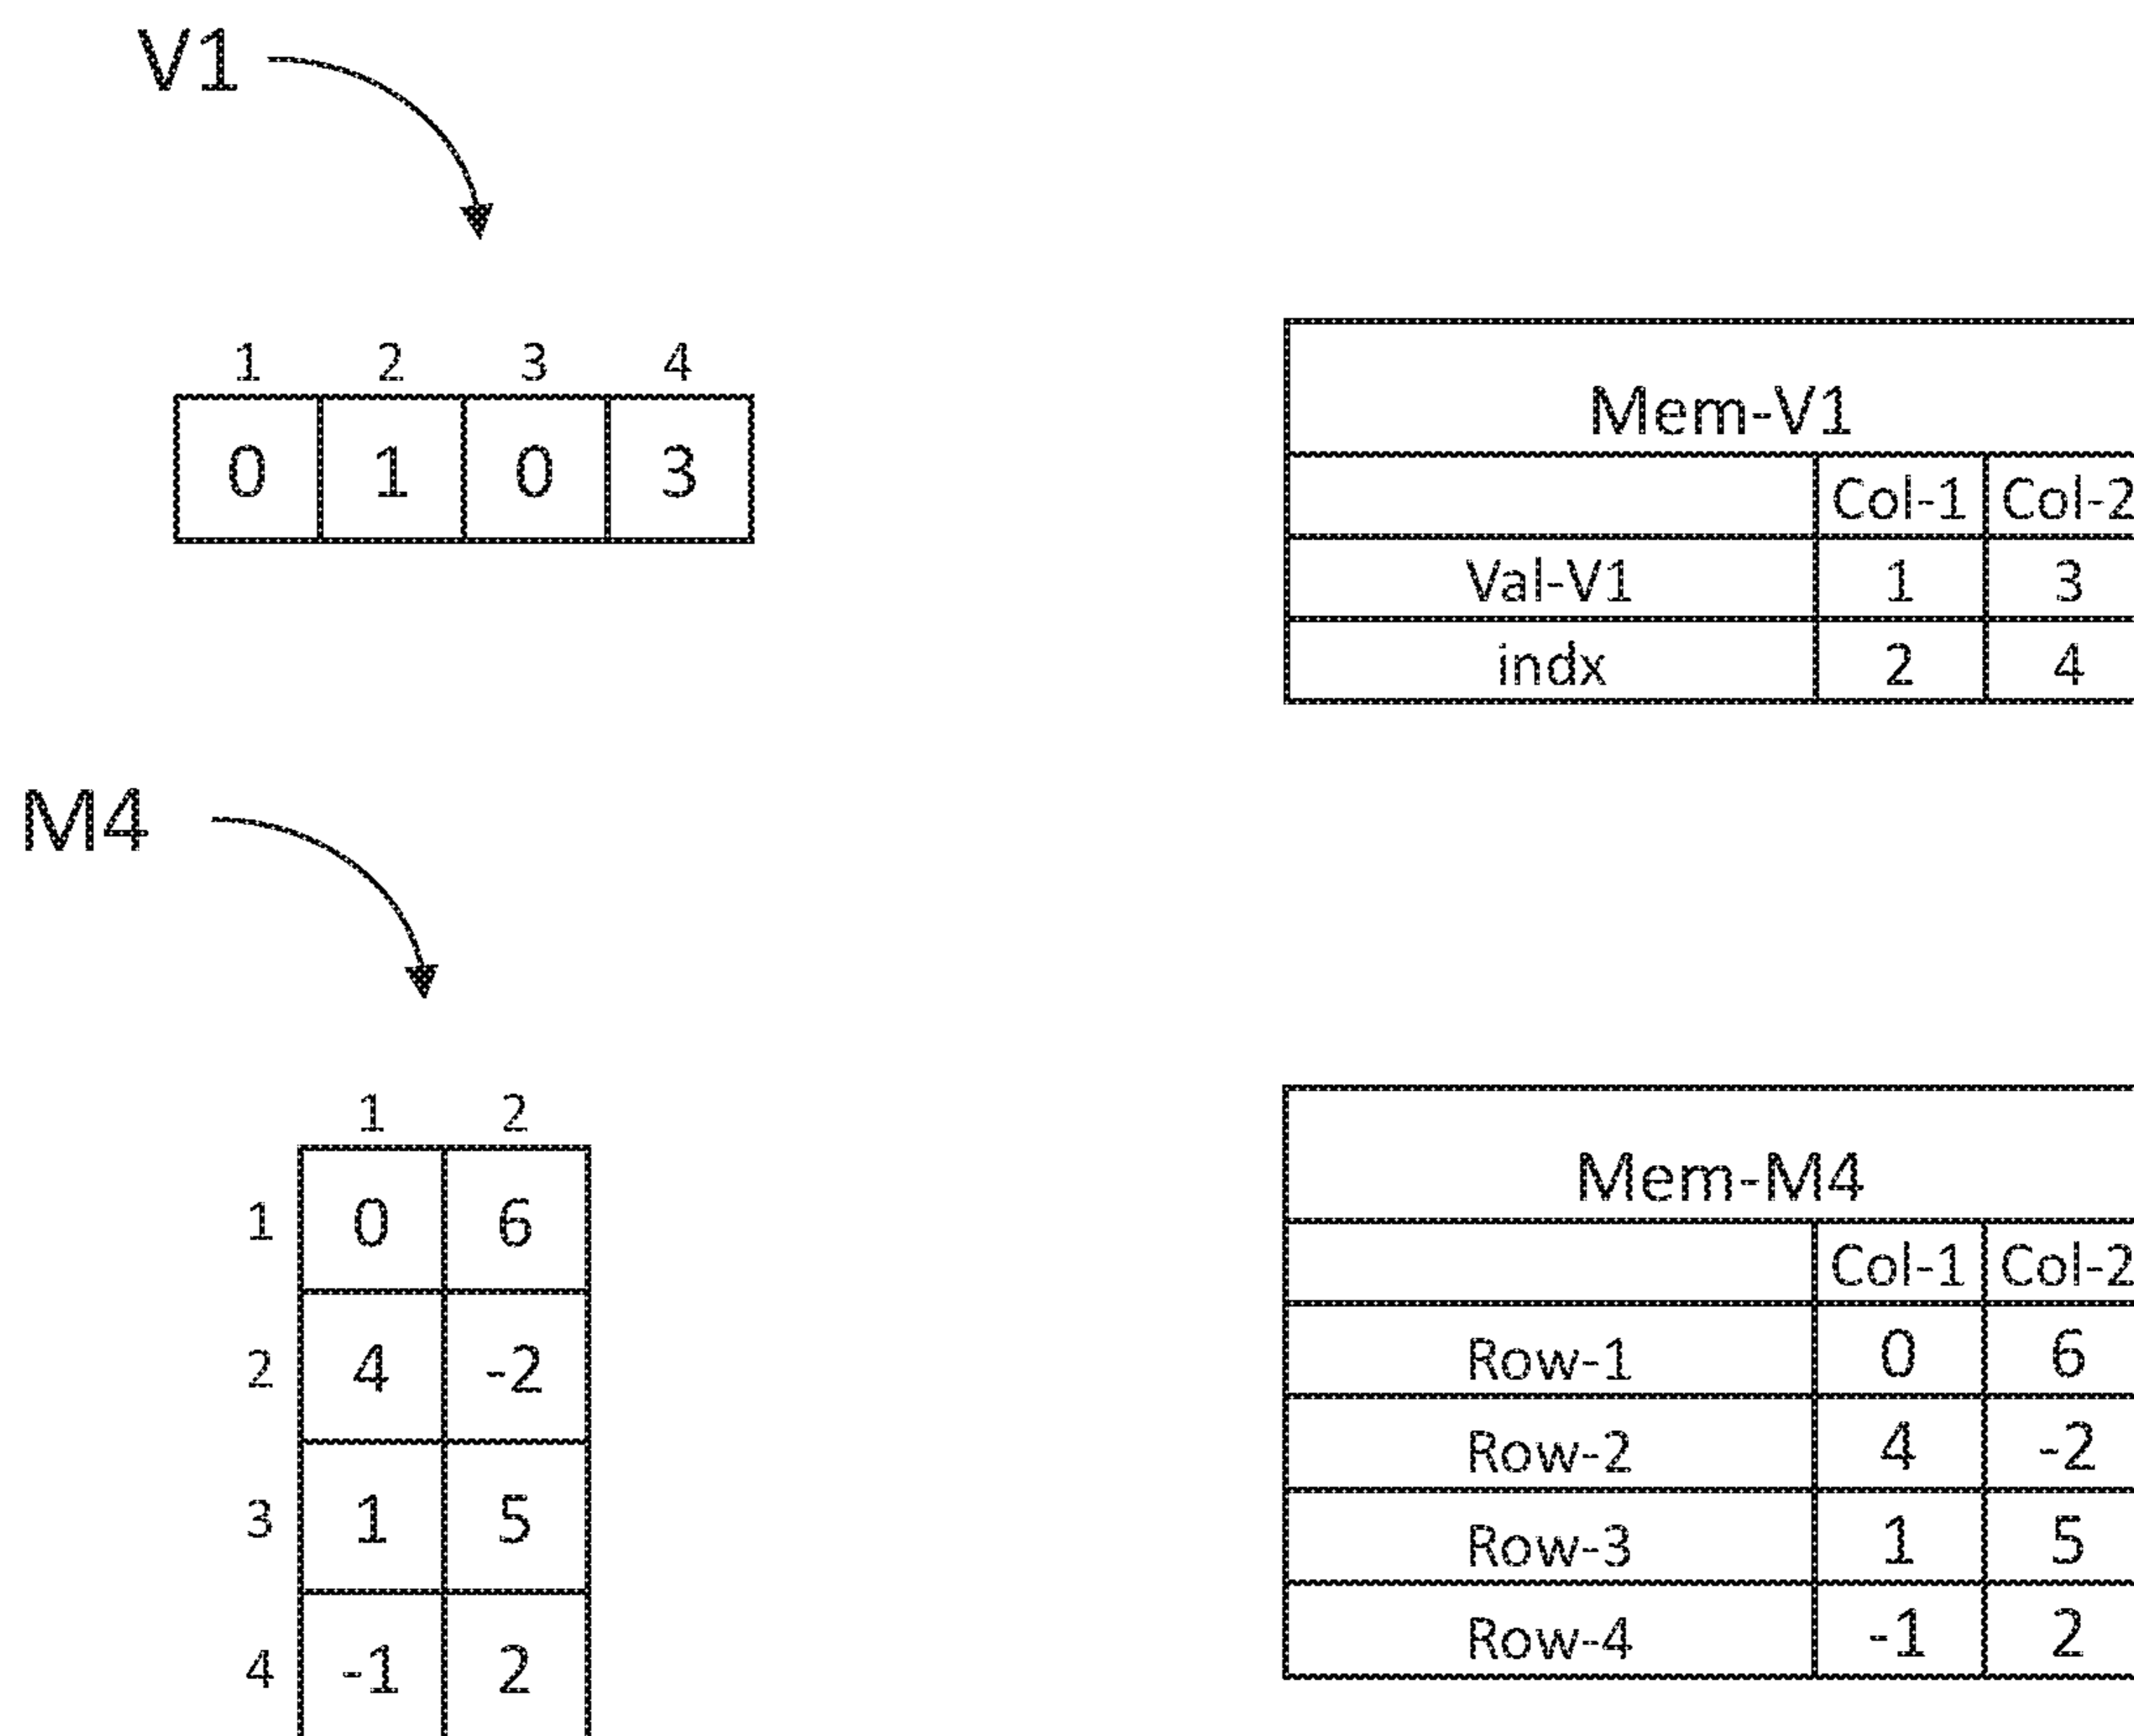 V1
1 2 3 4
0 1 0 3
Mem-V1
Col-1 Col-2
Val-V1 1 3
indx 2 4
M4
1 2
1 0 6
2 4 -2
3 1 5
4 -1 2
Mem-M4
Col-1 Col-2
Row-1 0 6
Row-2 4 -2
Row-3 1 5
Row-4 -1 2